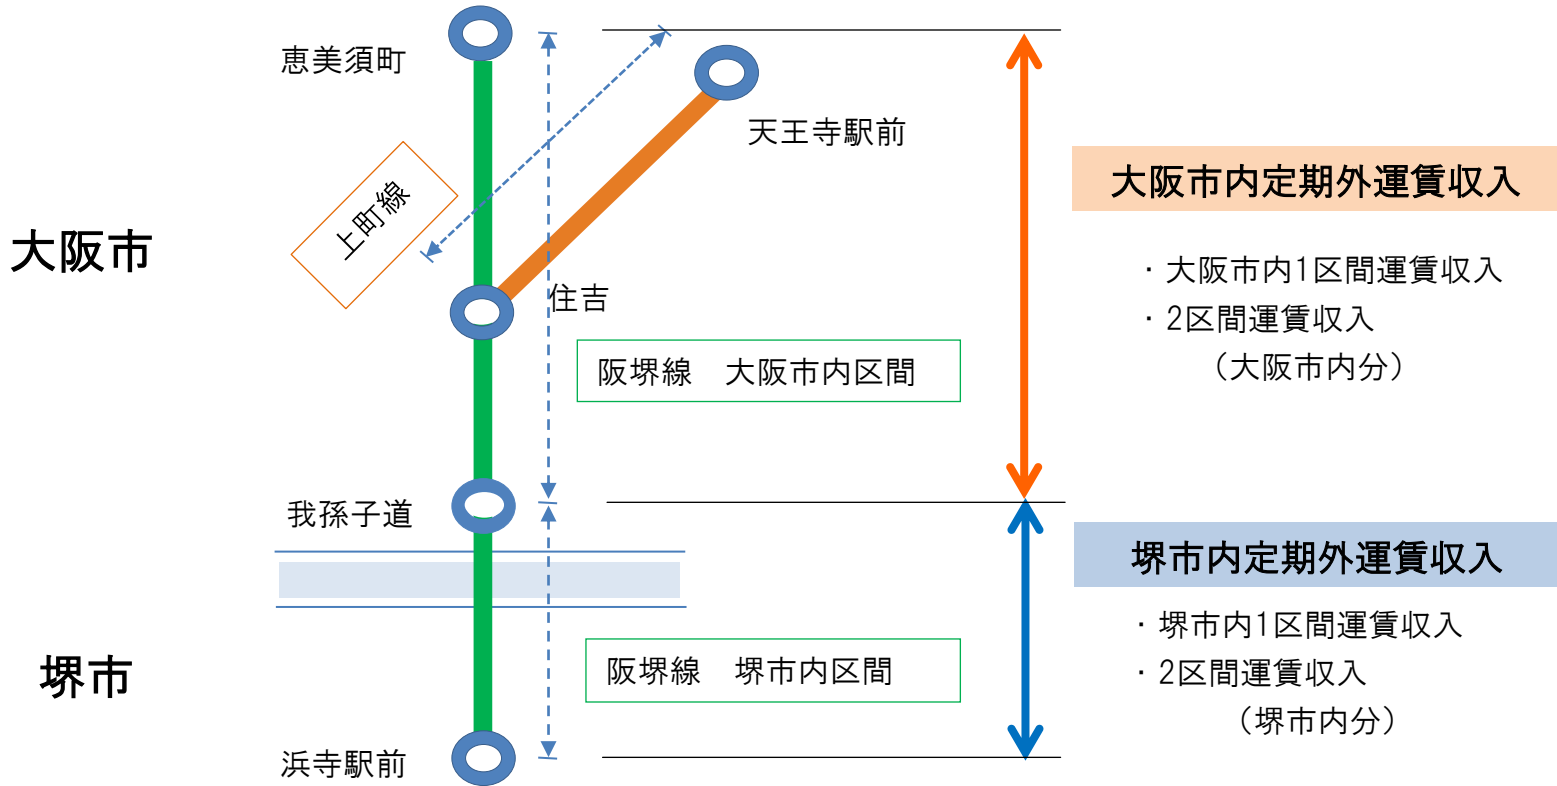 恵美須町
天王寺駅前
上町線
大阪市
住吉
阪堺線　大阪市内区間
大阪市内定期外運賃収入
・大阪市内1区間運賃収入
・2区間運賃収入
（大阪市内分）
我孫子道
堺市内定期外運賃収入
・堺市内1区間運賃収入
・2区間運賃収入
（堺市内分）
阪堺線　堺市内区間
堺市
浜寺駅前